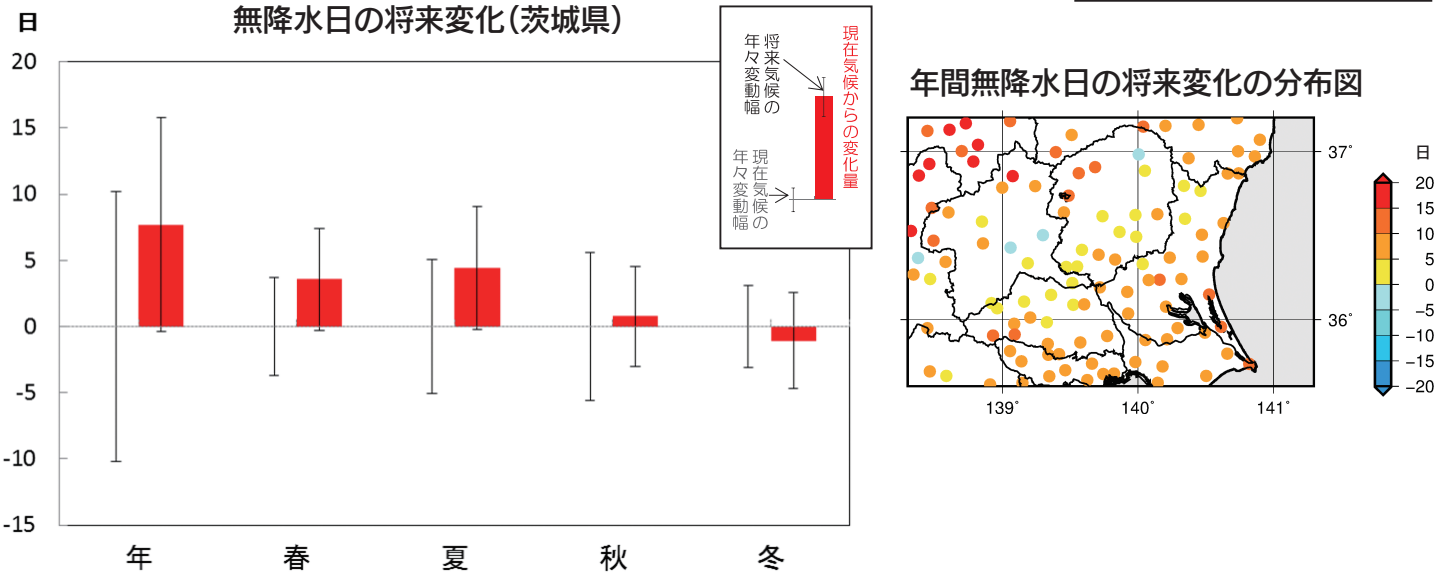 無降水日の将来変化(茨城県)
日
20
15
10
5
0
-5
-10
-15
年
春
夏
秋
冬
現在気候からの変化量
将来気候の
年々変動幅
現在気候の
年々変動幅
年間無降水日の将来変化の分布図
37°
36°
139°
140°
141°
日
20
15
10
5
0
−5
−10
−15
−20